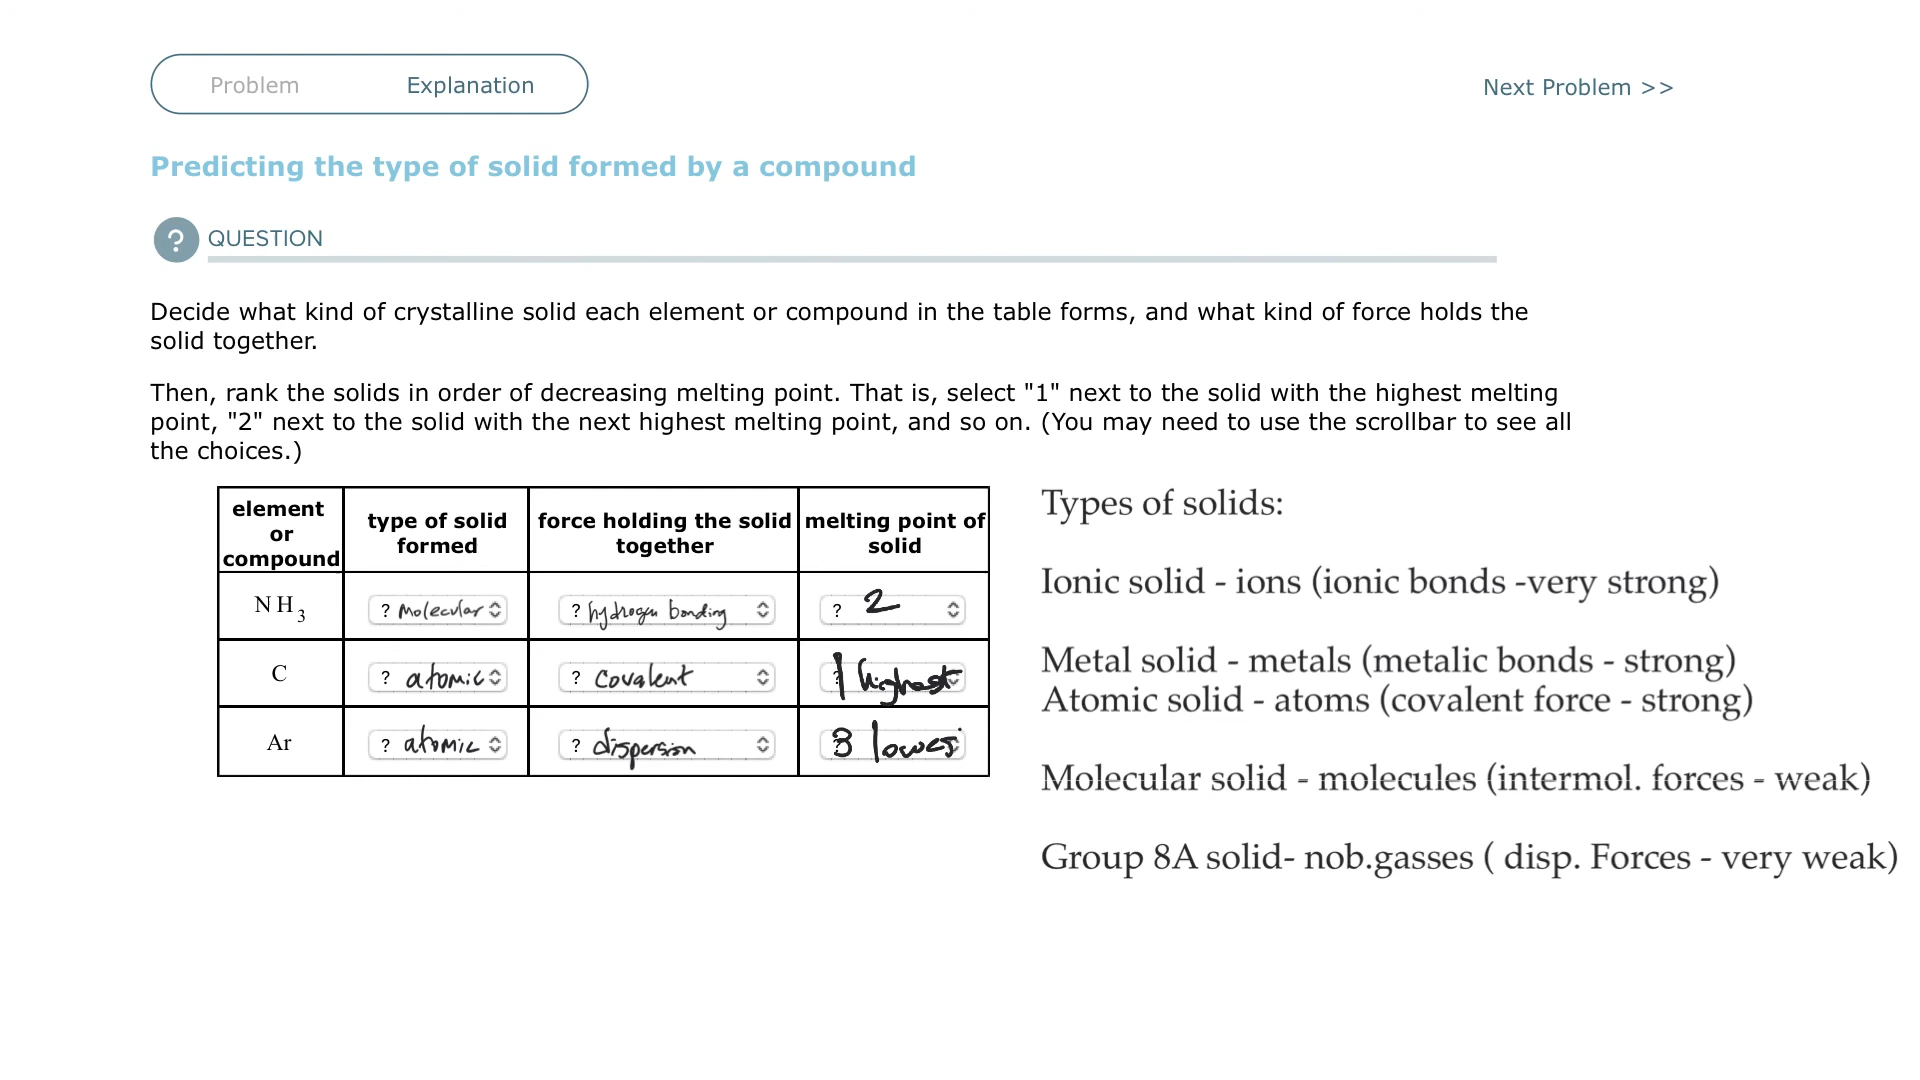 Problem Explanation Next Problem >>
Predicting the type of solid formed by a compound
? QUESTION
Decide what kind of crystalline solid each element or compound in the table forms, and what kind of force holds the
solid together.
Then, rank the solids in order of decreasing melting point. That is, select "1" next to the solid with the highest melting
point, "2" next to the solid with the next highest melting point, and so on. (You may need to use the scrollbar to see all
the choices.)
element or compound | type of solid formed | force holding the solid together | melting point of solid
NH3 | ? Molecular | ? hydrogen bonding | ? 2
C | ? atomic | ? covalent | ? 1 highest
Ar | ? atomic | ? dispersion | ? 3 lowes
Types of solids:
Ionic solid - ions (ionic bonds -very strong)
Metal solid - metals (metalic bonds - strong)
Atomic solid - atoms (covalent force - strong)
Molecular solid - molecules (intermol. forces - weak)
Group 8A solid- nob.gasses ( disp. Forces - very weak)